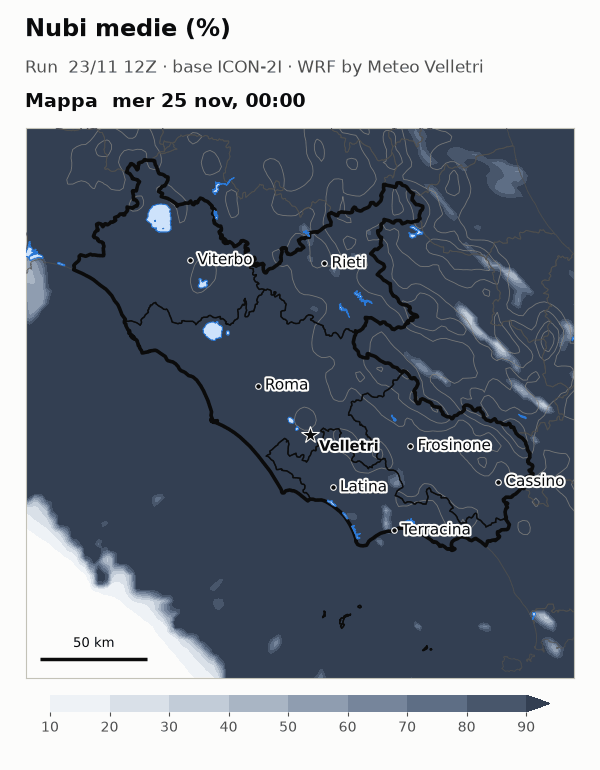 Nubi medie (%)
Run  23/11 12Z · base ICON-2I · WRF by Meteo Velletri
Mappa  mer 25 nov, 00:00
Viterbo
Rieti
Roma
Velletri
Frosinone
Cassino
Latina
Terracina
50 km
10 20 30 40 50 60 70 80 90